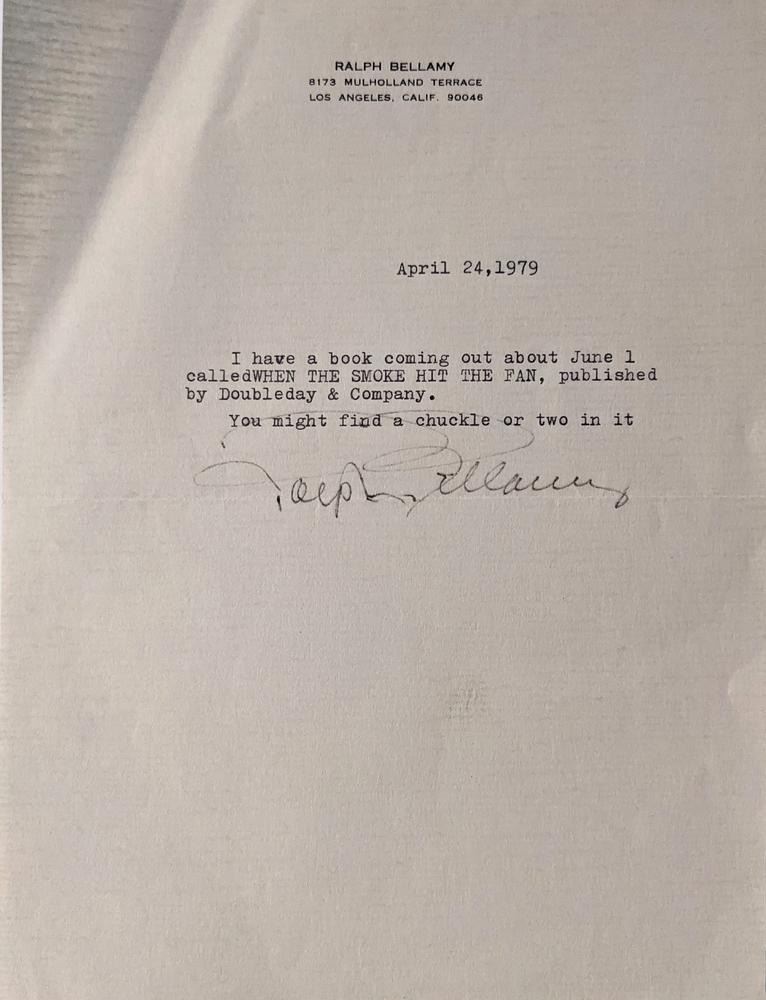 RALPH BELLAMY
8173 MULHOLLAND TERRACE
LOS ANGELES, CALIF. 90046
April 24,1979
I have a book coming out about June 1
calledWHEN THE SMOKE HIT THE FAN, published
by Doubleday & Company.
You might find a chuckle or two in it
Ralph Bellamy